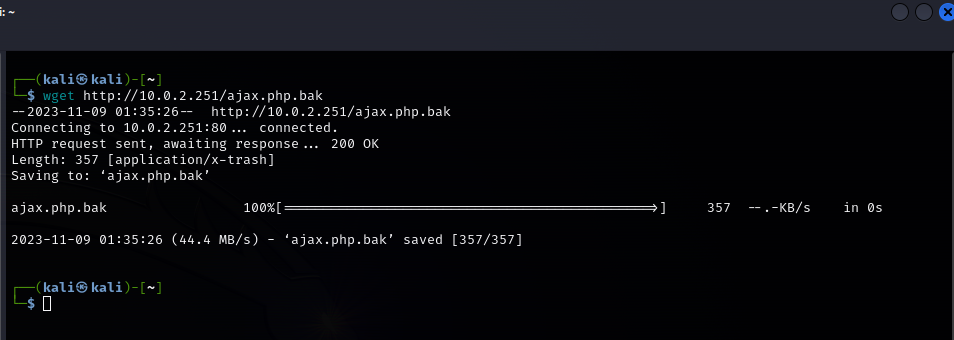 i: ~
┌──(kali㉿kali)-[~]
└─$ wget http://10.0.2.251/ajax.php.bak
--2023-11-09 01:35:26--  http://10.0.2.251/ajax.php.bak
Connecting to 10.0.2.251:80... connected.
HTTP request sent, awaiting response... 200 OK
Length: 357 [application/x-trash]
Saving to: ‘ajax.php.bak’
ajax.php.bak 100%[===================================================>] 357 --.-KB/s in 0s
2023-11-09 01:35:26 (44.4 MB/s) - ‘ajax.php.bak’ saved [357/357]
┌──(kali㉿kali)-[~]
└─$